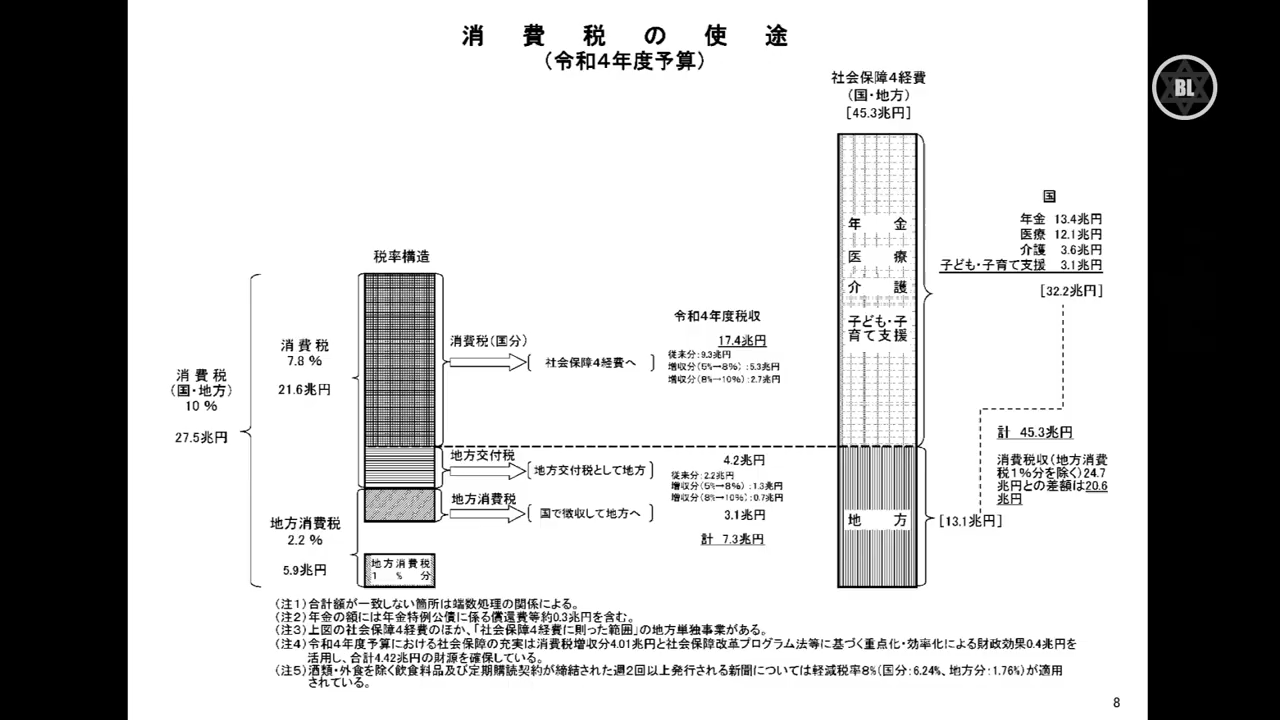 消費税の使途
（令和4年度予算）
BL
社会保障４経費
（国・地方）
[45.3兆円]
年金
医療
介護
子ども・子
育て支援
地方
国
年金 13.4兆円
医療 12.1兆円
介護 3.6兆円
子ども・子育て支援 3.1兆円
[32.2兆円]
計 45.3兆円
消費税収（地方消費
税1％分を除く）24.7
兆円との差額は20.6
兆円
[13.1兆円]
税率構造
消費税
（国・地方）
10 %
27.5兆円
消費税
7.8 %
21.6兆円
地方消費税
2.2 %
5.9兆円
地方消費税
1 % 分
消費税（国分）
社会保障４経費へ
令和4年度税収
17.4兆円
従来分：9.3兆円
増収分（5%→8%）：5.3兆円
増収分（8%→10%）：2.7兆円
地方交付税
地方交付税として地方
4.2兆円
従来分：2.2兆円
増収分（5%→8%）：1.3兆円
増収分（8%→10%）：0.7兆円
地方消費税
国で徴収して地方へ
3.1兆円
計 7.3兆円
（注1）合計額が一致しない箇所は端数処理の関係による。
（注2）年金の額には年金特例公債に係る償還費等約0.3兆円を含む。
（注3）上図の社会保障４経費のほか、「社会保障４経費に則った範囲」の地方単独事業がある。
（注4）令和4年度予算における社会保障の充実は消費税増収分4.01兆円と社会保障改革プログラム法等に基づく重点化・効率化による財政効果0.4兆円を
活用し、合計4.42兆円の財源を確保している。
（注5）酒類・外食を除く飲食料品及び定期購読契約が締結された週2回以上発行される新聞については軽減税率8%（国分：6.24%、地方分：1.76%）が適用
されている。
8